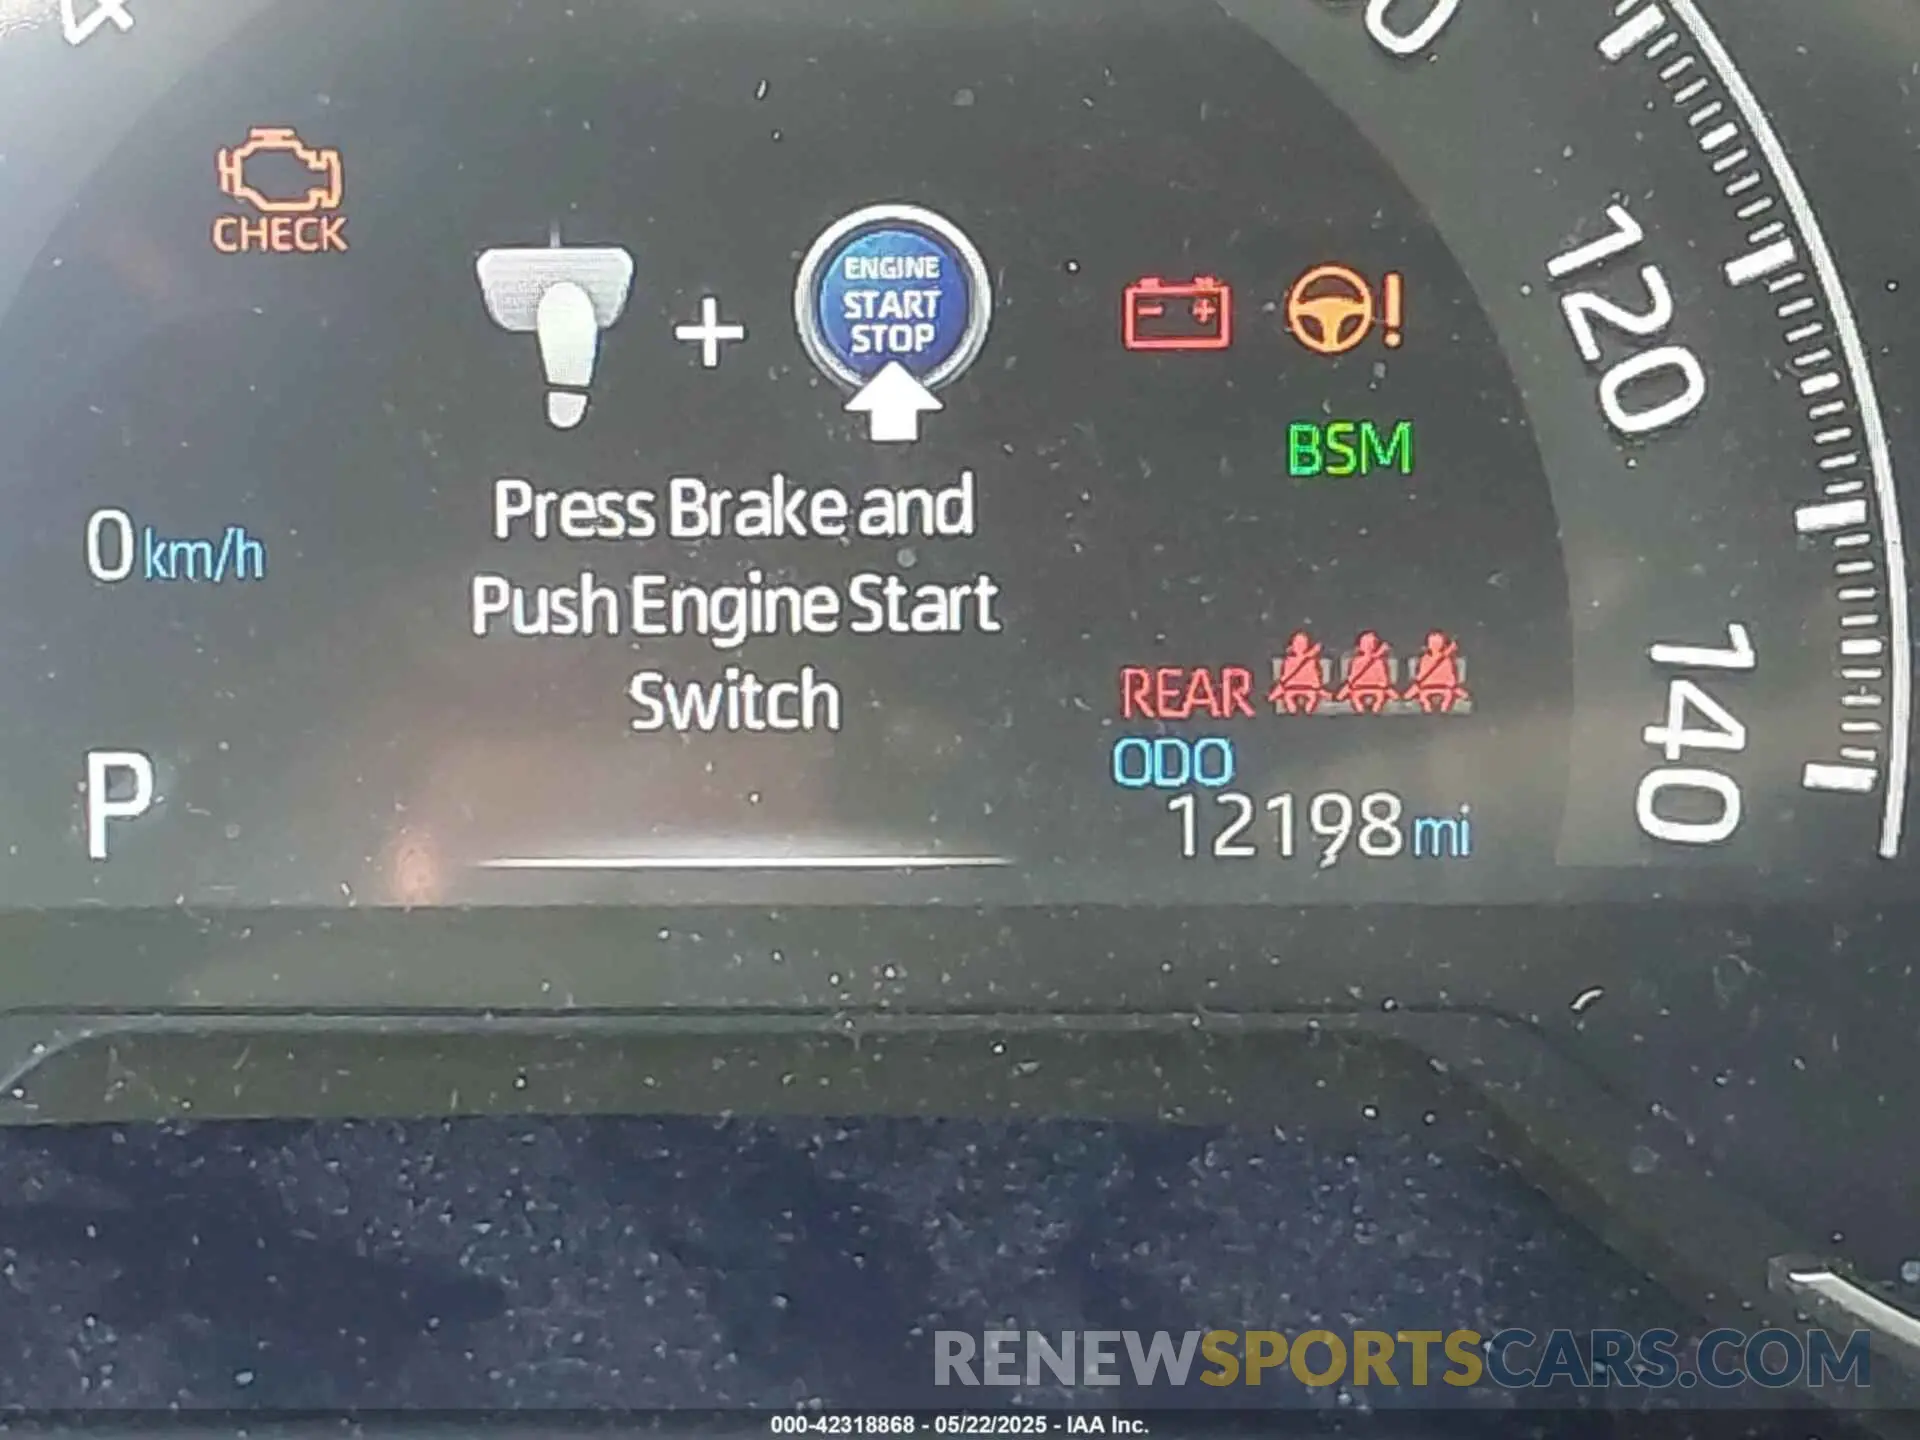 CHECK
ENGINE
START
STOP
+
BSM
Press Brake and
Push Engine Start
Switch
0 km/h
P
REAR
ODO
12198 mi
120
140
RENEWSPORTSCARS.COM
000-42318868 - 05/22/2025 - IAA Inc.